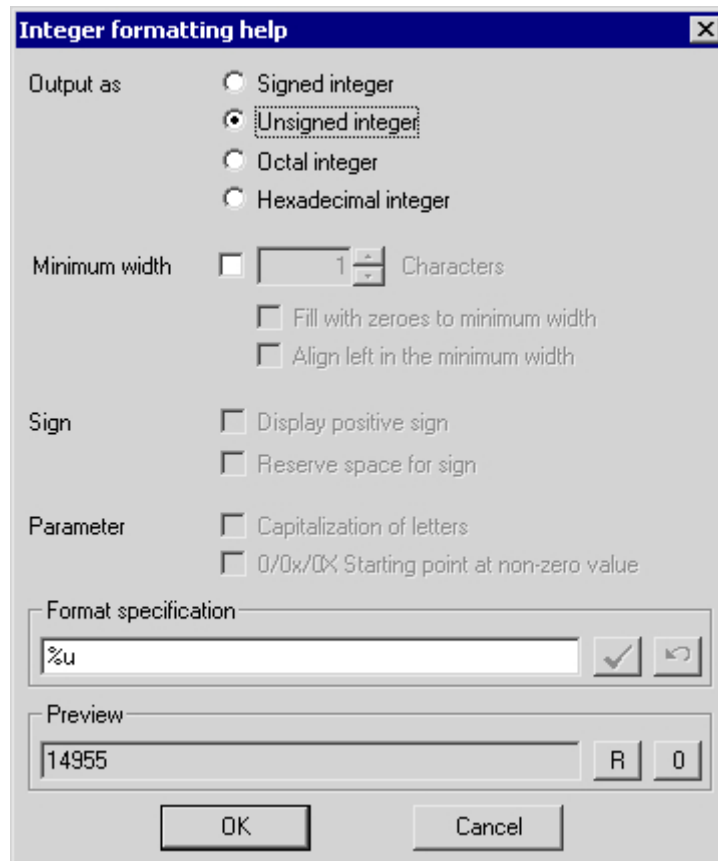 Integer formatting help
Output as Signed integer
Unsigned integer
Octal integer
Hexadecimal integer
Minimum width 1 Characters
Fill with zeroes to minimum width
Align left in the minimum width
Sign Display positive sign
Reserve space for sign
Parameter Capitalization of letters
0/0x/0X Starting point at non-zero value
Format specification
%u
Preview
14955 R 0
OK Cancel